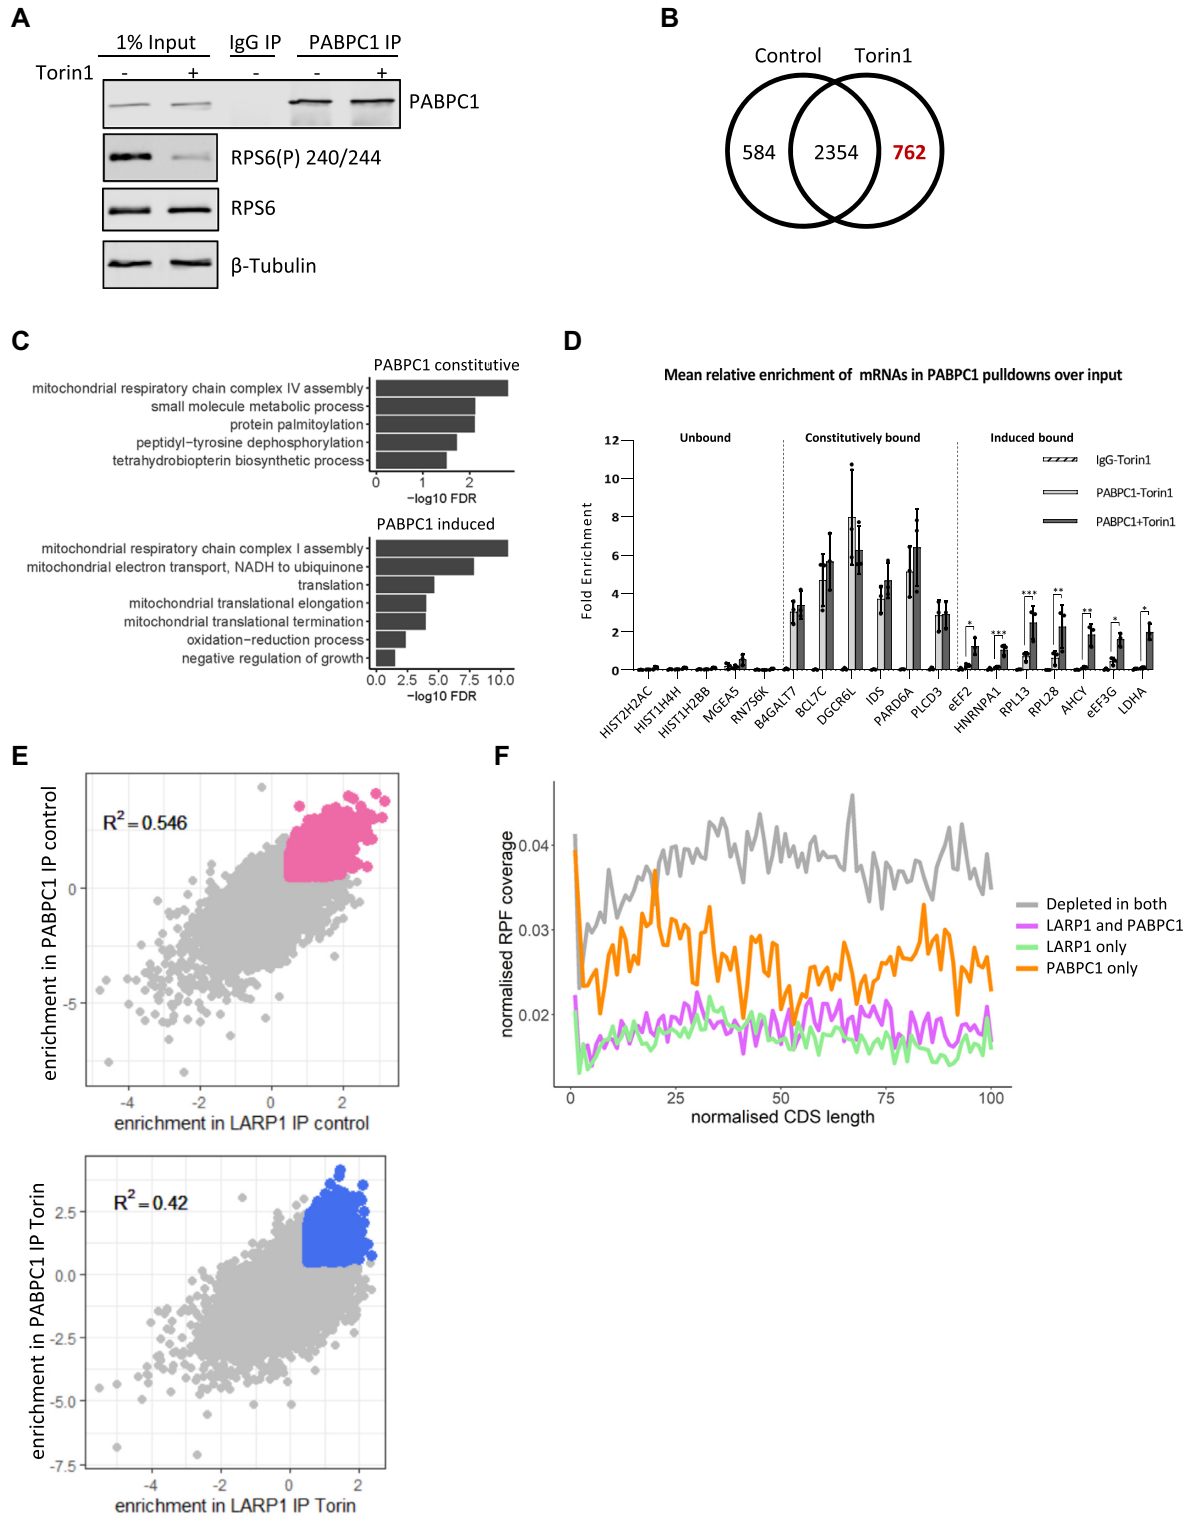 A
1% Input IgG IP PABPC1 IP
Torin1 - + - - +
PABPC1
RPS6(P) 240/244
RPS6
β-Tubulin
B
Control Torin1
584 2354 762
C
PABPC1 constitutive
mitochondrial respiratory chain complex IV assembly
small molecule metabolic process
protein palmitoylation
peptidyl-tyrosine dephosphorylation
tetrahydrobiopterin biosynthetic process
0 1 2
-log10 FDR
PABPC1 induced
mitochondrial respiratory chain complex I assembly
mitochondrial electron transport, NADH to ubiquinone
translation
mitochondrial translational elongation
mitochondrial translational termination
oxidation-reduction process
negative regulation of growth
0.0 2.5 5.0 7.5 10.0
-log10 FDR
D
Mean relative enrichment of mRNAs in PABPC1 pulldowns over input
Unbound Constitutively bound Induced bound
IgG-Torin1
PABPC1-Torin1
PABPC1+Torin1
Fold Enrichment
12
10
8
6
4
2
0
* *** *** ** ** * *
HIST2H2AC HIST1H4H HIST1H2BB MGEA5 RN7S6K B4GALT7 BCL7C DGCR6L IDS PARD6A PLCD3 eEF2 HNRNPA1 RPL13 RPL28 AHCY eEF3G LDHA
E
R² = 0.546
enrichment in PABPC1 IP control
0
-5
-4 -2 0 2
enrichment in LARP1 IP control
R² = 0.42
enrichment in PABPC1 IP Torin
2.5
0.0
-2.5
-5.0
-7.5
-4 -2 0 2
enrichment in LARP1 IP Torin
F
normalised RPF coverage
0.04
0.03
0.02
0 25 50 75 100
normalised CDS length
Depleted in both
LARP1 and PABPC1
LARP1 only
PABPC1 only